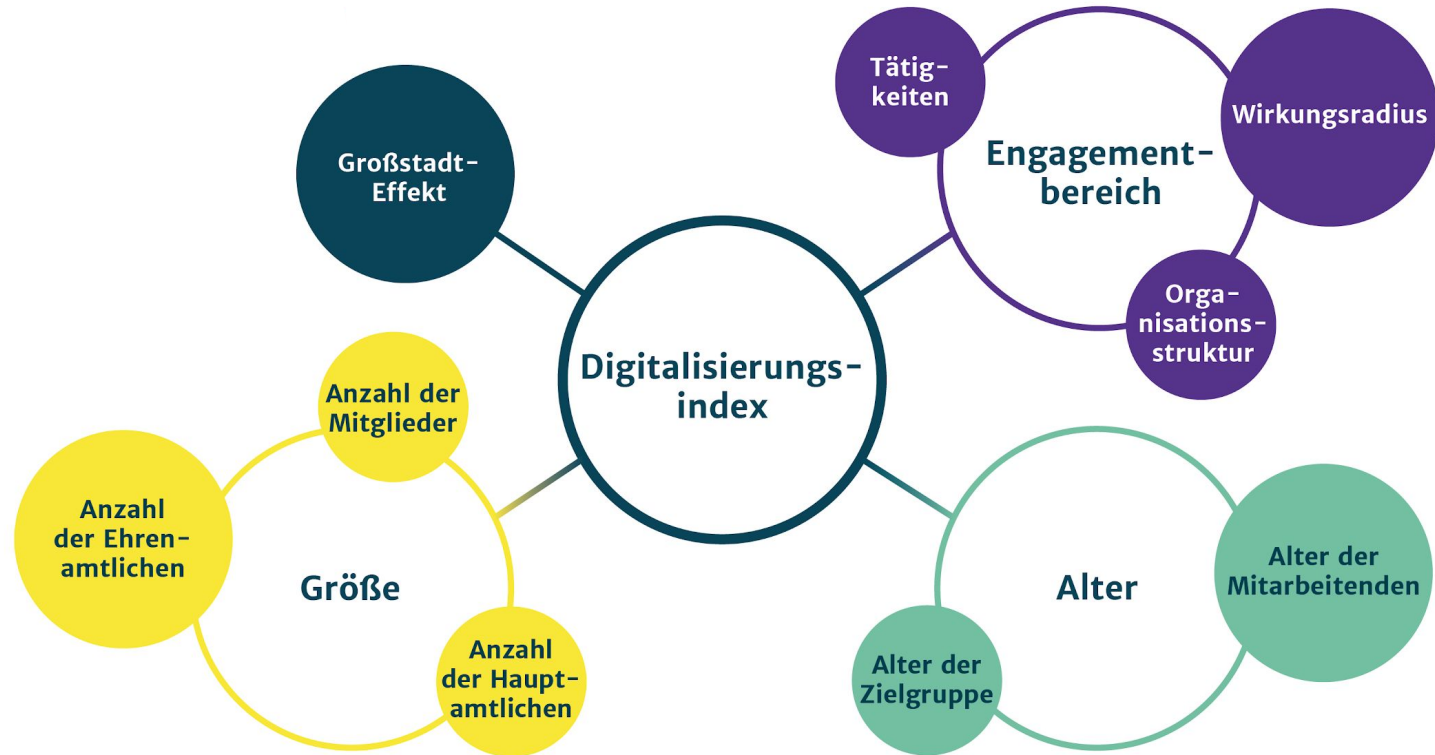 Tätig-
keiten
Wirkungsradius
Engagement-
bereich
Orga-
nisations-
struktur
Großstadt-
Effekt
Digitalisierungs-
index
Anzahl der
Mitglieder
Anzahl
der Ehren-
amtlichen
Größe
Anzahl
der Haupt-
amtlichen
Alter
Alter der
Mitarbeitenden
Alter der
Zielgruppe